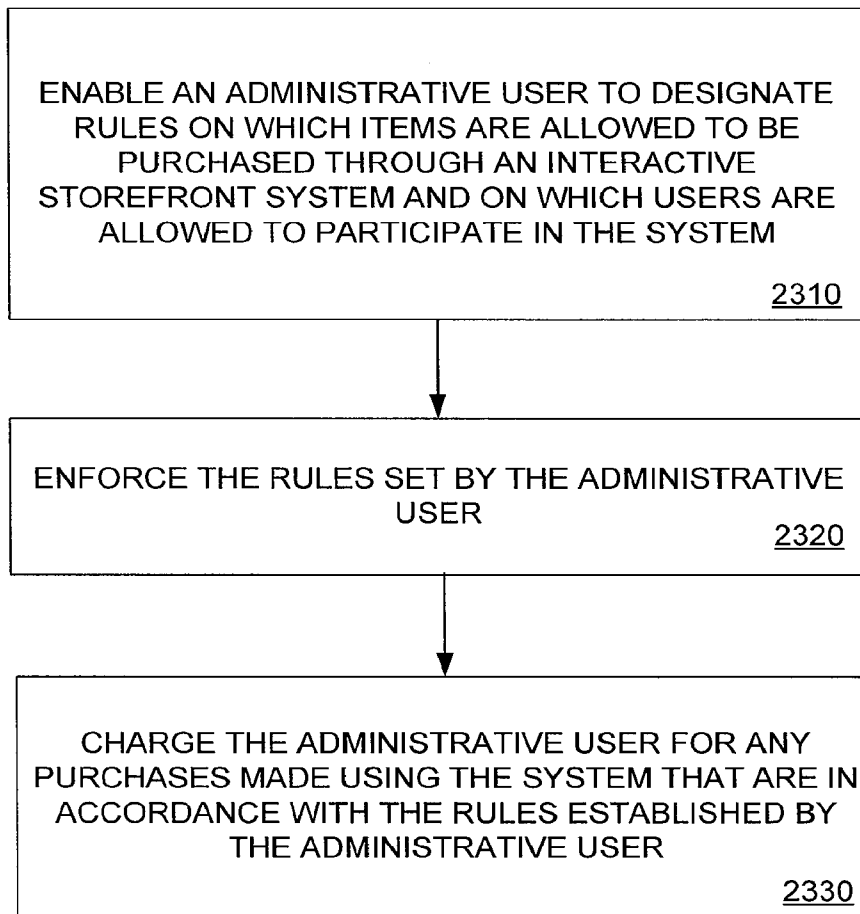 ENABLE AN ADMINISTRATIVE USER TO DESIGNATE
RULES ON WHICH ITEMS ARE ALLOWED TO BE
PURCHASED THROUGH AN INTERACTIVE
STOREFRONT SYSTEM AND ON WHICH USERS ARE
ALLOWED TO PARTICIPATE IN THE SYSTEM
2310
ENFORCE THE RULES SET BY THE ADMINISTRATIVE
USER
2320
CHARGE THE ADMINISTRATIVE USER FOR ANY
PURCHASES MADE USING THE SYSTEM THAT ARE IN
ACCORDANCE WITH THE RULES ESTABLISHED BY
THE ADMINISTRATIVE USER
2330